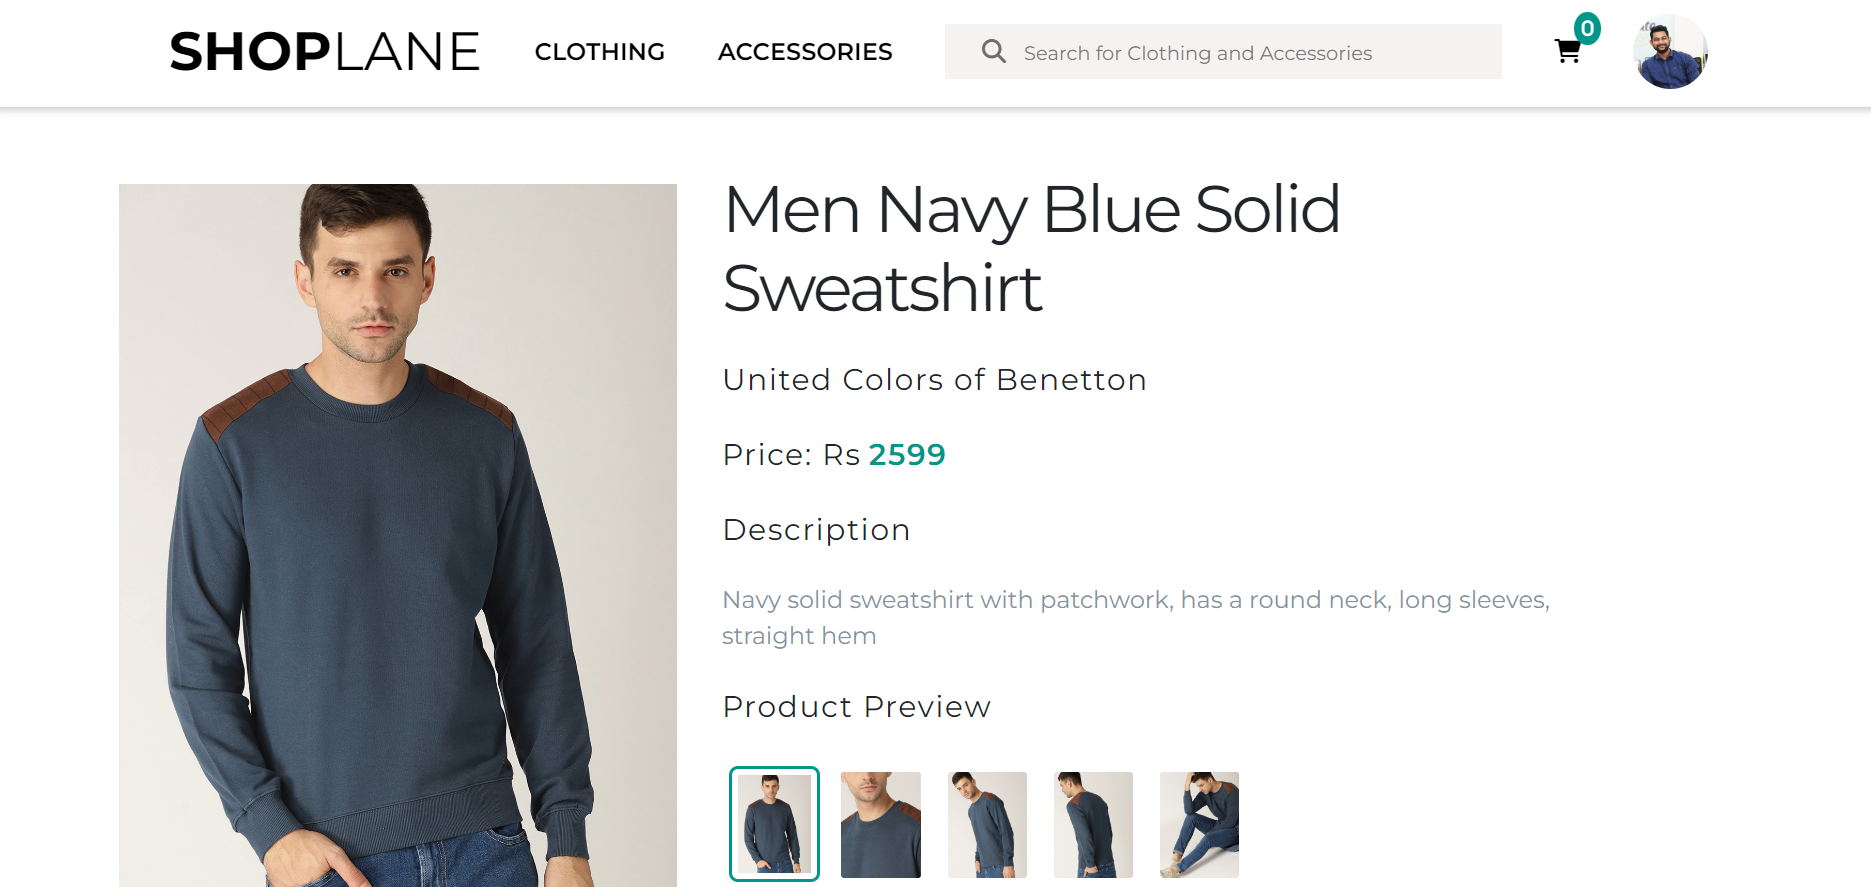 SHOPLANE
CLOTHING
ACCESSORIES
Search for Clothing and Accessories
0
Men Navy Blue Solid
Sweatshirt
United Colors of Benetton
Price: Rs 2599
Description
Navy solid sweatshirt with patchwork, has a round neck, long sleeves,
straight hem
Product Preview